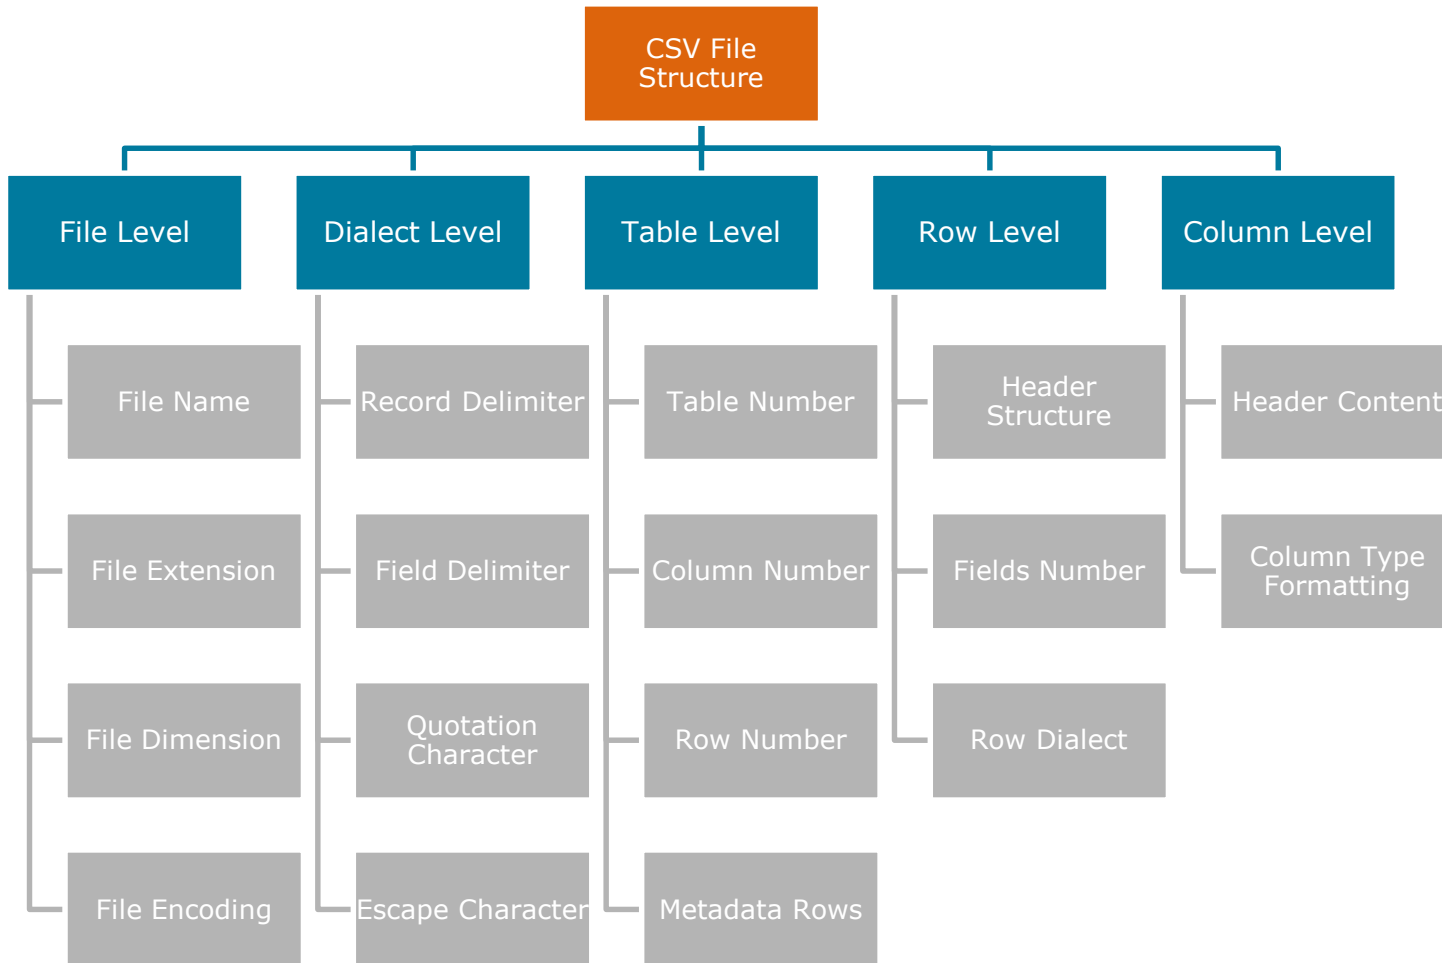 CSV File
Structure
File Level
Dialect Level
Table Level
Row Level
Column Level
File Name
Record Delimiter
Table Number
Header
Structure
Header Content
File Extension
Field Delimiter
Column Number
Fields Number
Column Type
Formatting
File Dimension
Quotation
Character
Row Number
Row Dialect
File Encoding
Escape Character
Metadata Rows